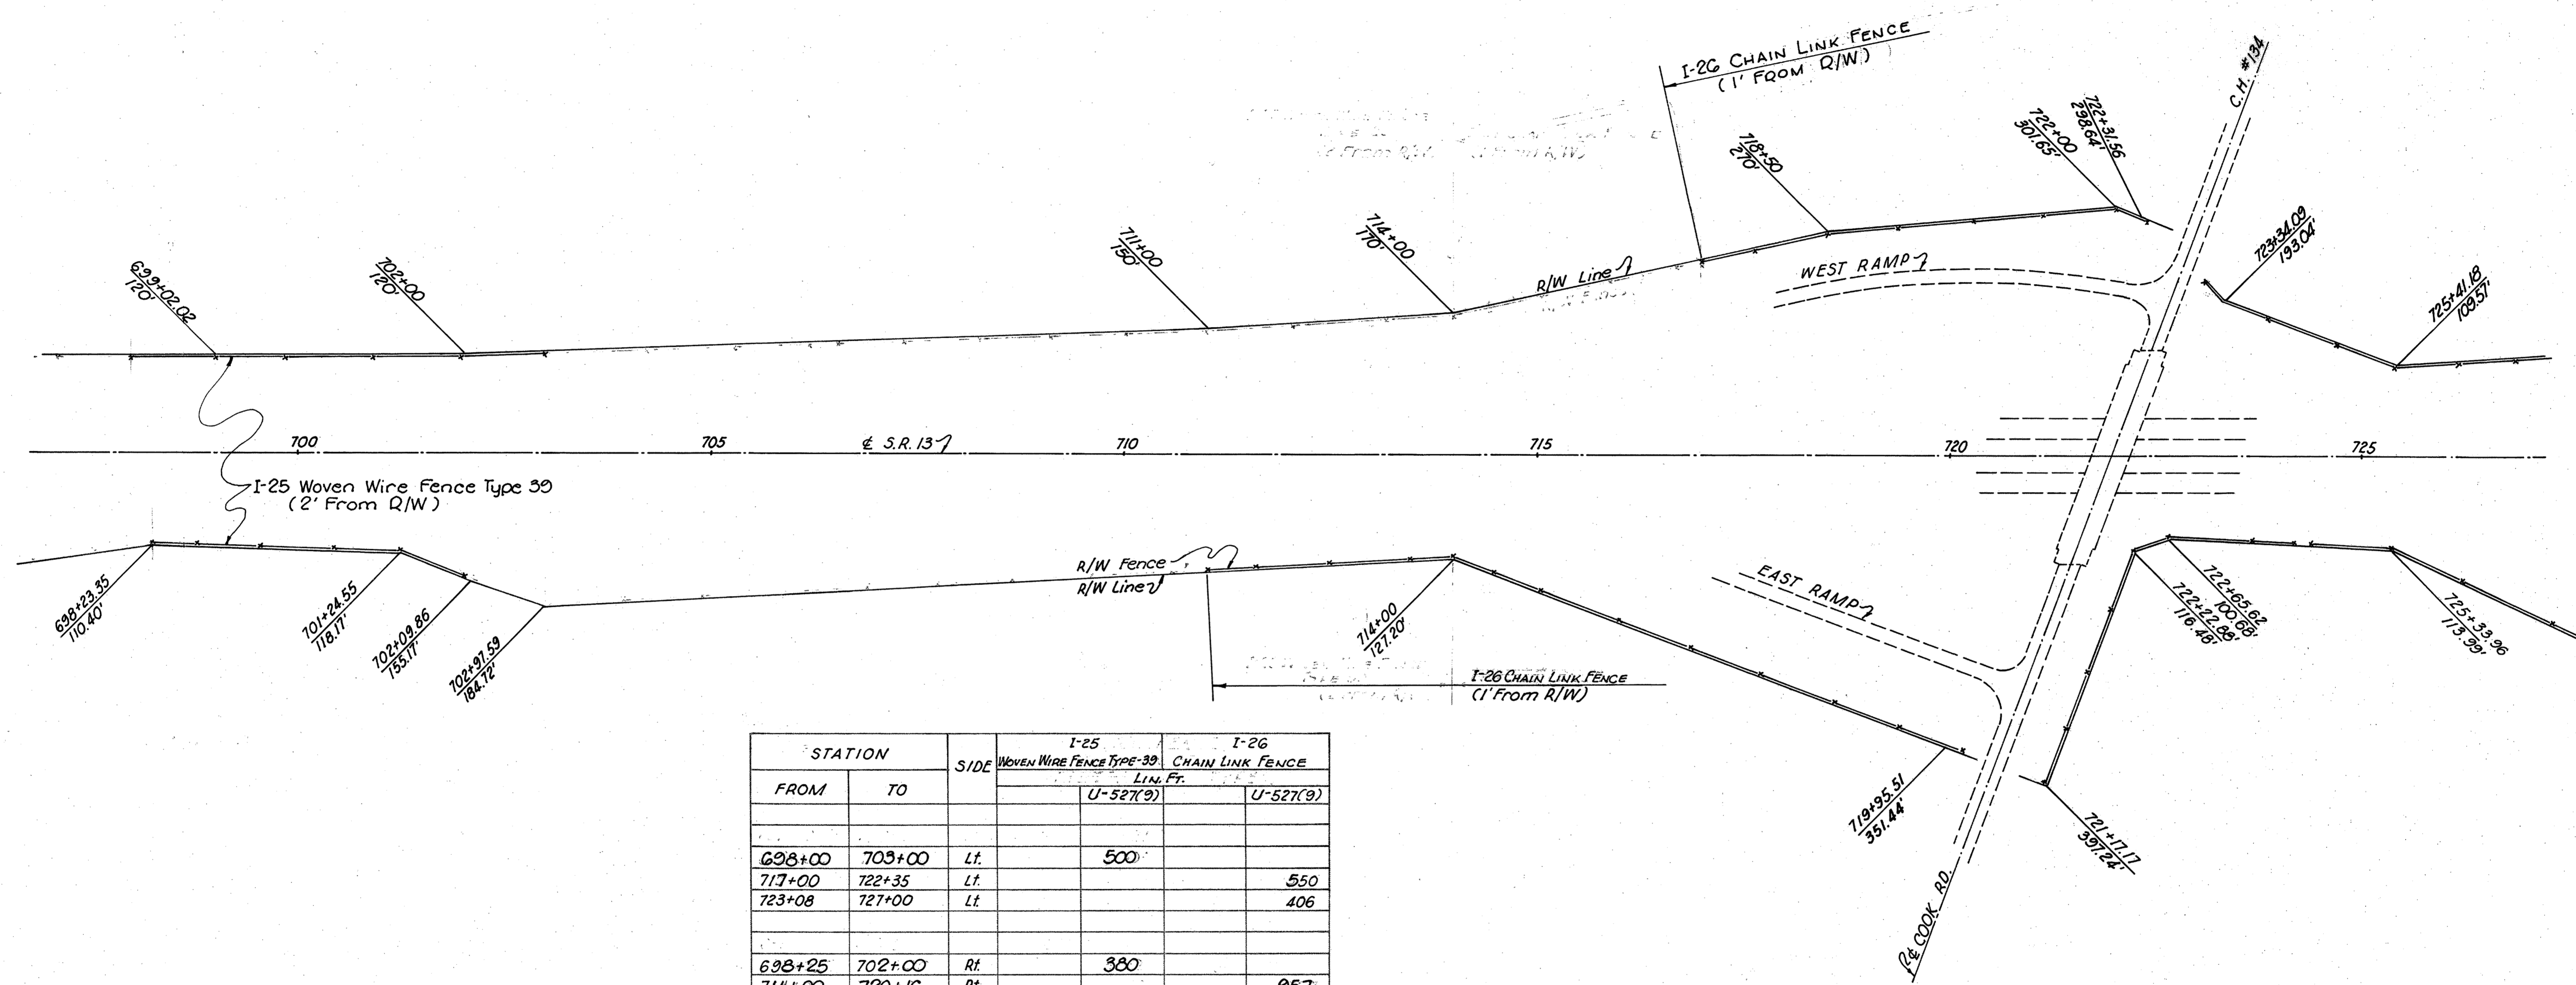 I-26 CHAIN LINK FENCE
(1' FROM R/W)
C.H. #134
722+31.56
298.64'
722+00
301.65'
718+50
270'
714+00
170'
711+00
150'
702+00
120'
699+02.02
120'
R/W Line
WEST RAMP
723+34.09
193.04'
725+41.18
109.57'
700
705
℄ S.R. 13
710
715
720
725
I-25 Woven Wire Fence Type 39
(2' From R/W)
R/W Fence
R/W Line
EAST RAMP
698+23.35
110.40'
701+24.55
118.17'
702+09.86
155.17'
702+97.59
184.72'
714+00
127.20'
I-26 CHAIN LINK FENCE
(1' From R/W)
722+65.62
100.68'
722+22.88'
116.48'
725+33.96
113.99'
719+95.51
351.44'
721+17.17
397.24'
℄ COOK RD.
STATION SIDE I-25 I-26
WOVEN WIRE FENCE TYPE-39 CHAIN LINK FENCE
LIN. FT.
FROM TO U-527(9) U-527(9)
698+00 703+00 Lt. 500
717+00 722+35 Lt. 550
723+08 727+00 Lt. 406
698+25 702+00 Rt. 380